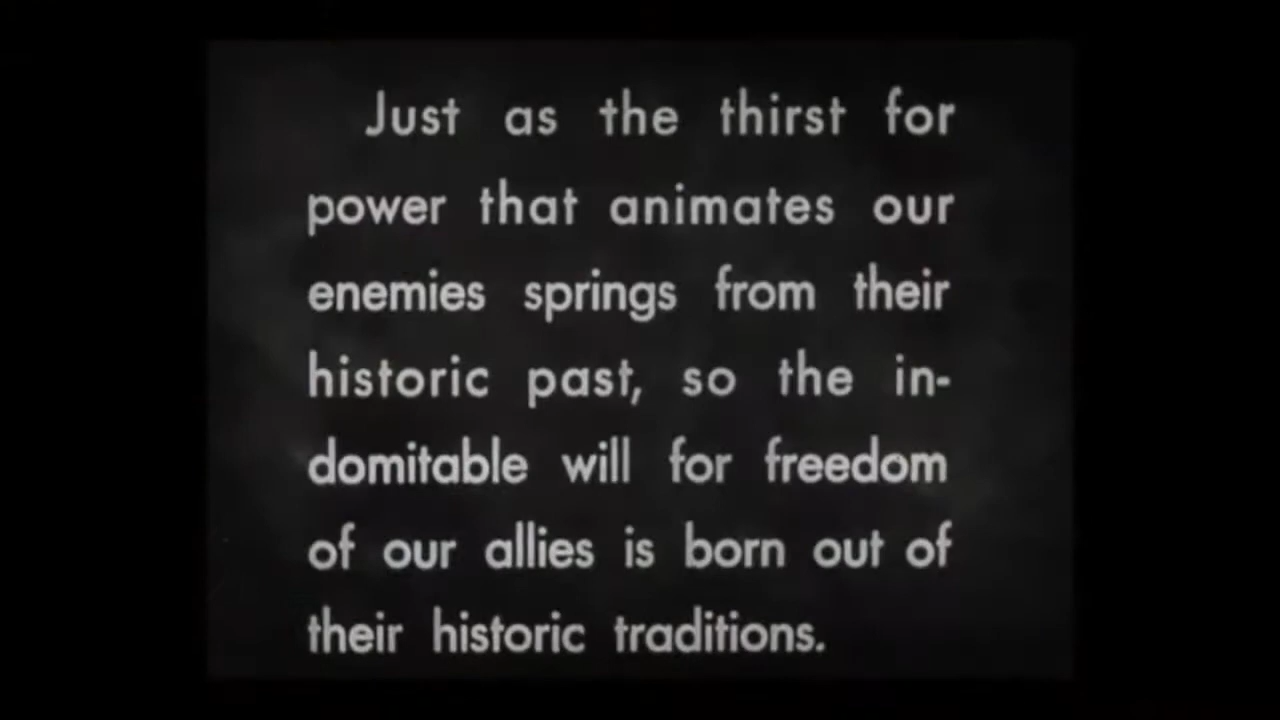 Just as the thirst for
power that animates our
enemies springs from their
historic past, so the in-
domitable will for freedom
of our allies is born out of
their historic traditions.